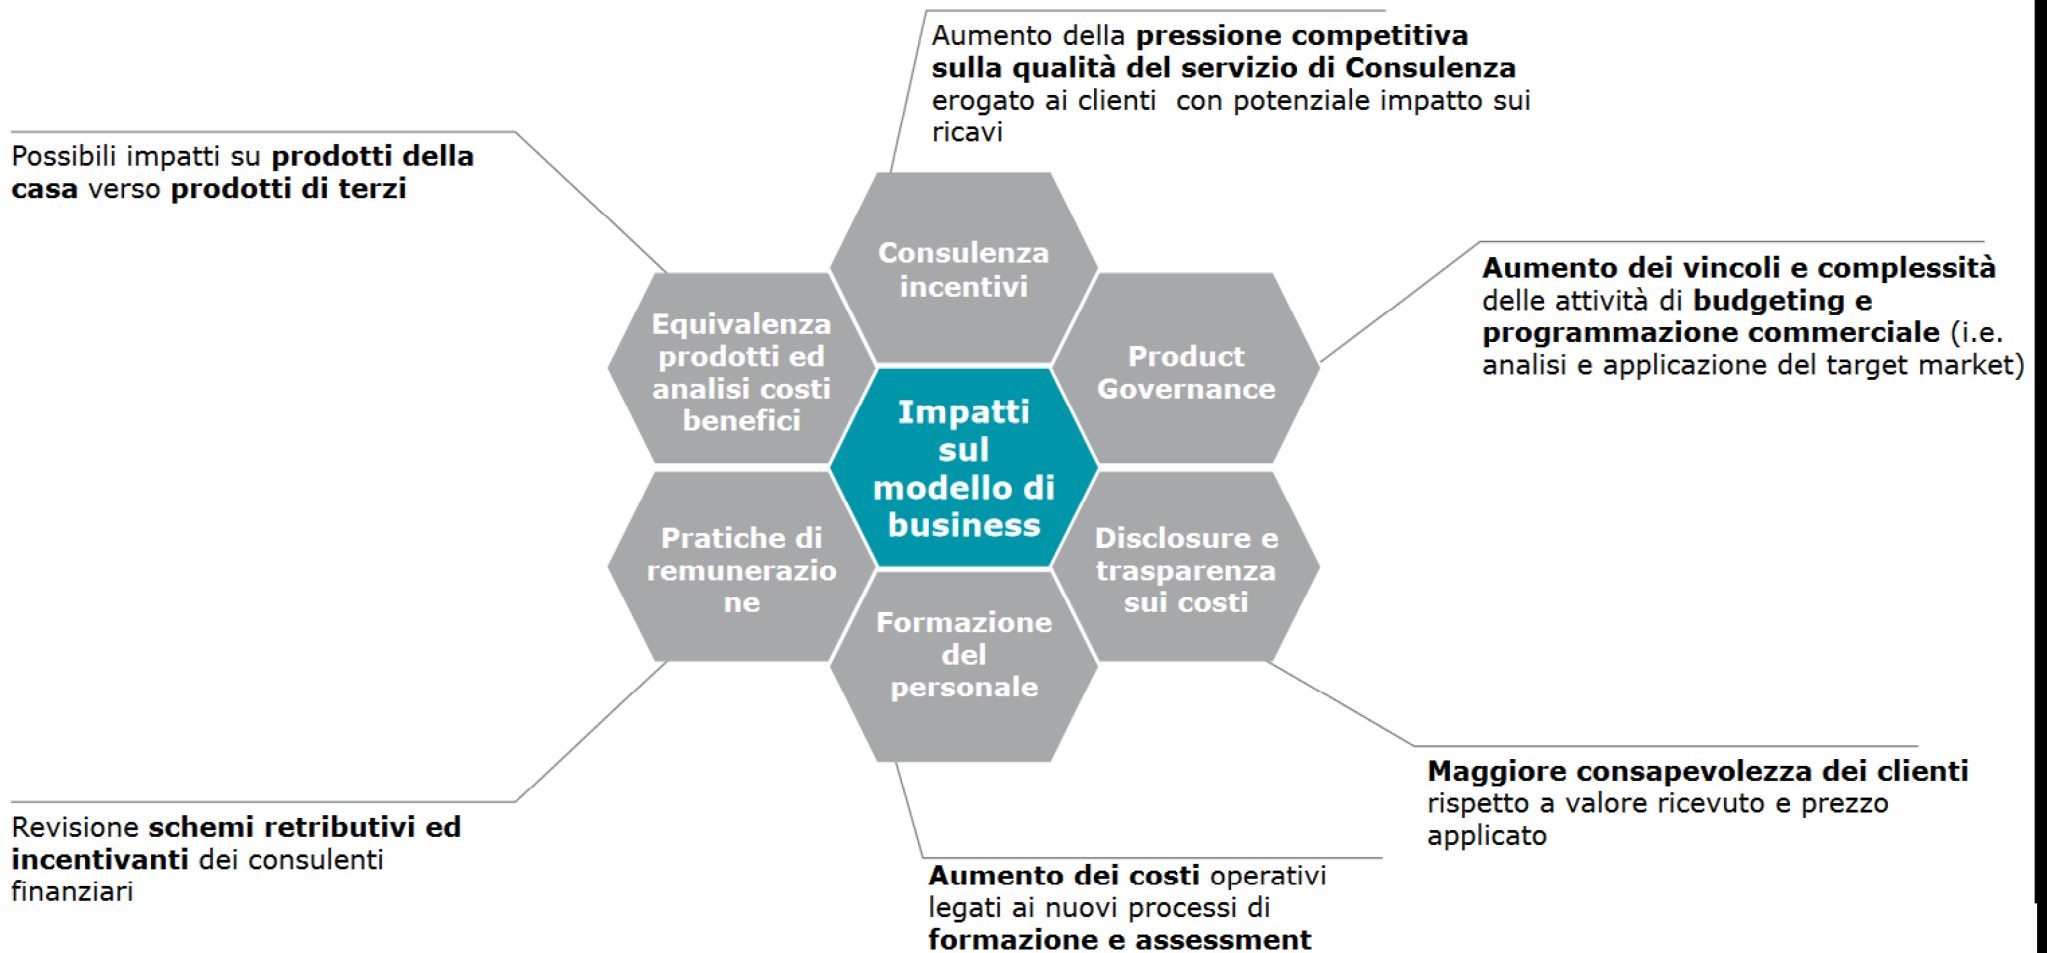 Aumento della pressione competitiva
sulla qualità del servizio di Consulenza
erogato ai clienti  con potenziale impatto sui
ricavi
Possibili impatti su prodotti della
casa verso prodotti di terzi
Consulenza
incentivi
Aumento dei vincoli e complessità
delle attività di budgeting e
programmazione commerciale (i.e.
analisi e applicazione del target market)
Equivalenza
prodotti ed
analisi costi
benefici
Product
Governance
Impatti
sul
modello di
business
Pratiche di
remunerazio
ne
Disclosure e
trasparenza
sui costi
Formazione
del
personale
Maggiore consapevolezza dei clienti
rispetto a valore ricevuto e prezzo
applicato
Revisione schemi retributivi ed
incentivanti dei consulenti
finanziari
Aumento dei costi operativi
legati ai nuovi processi di
formazione e assessment